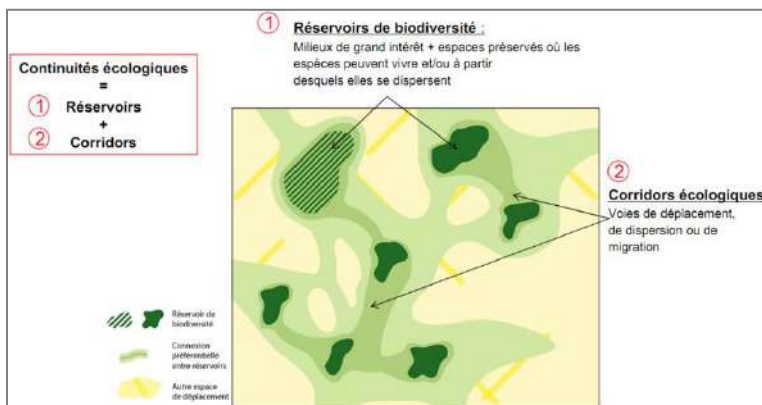 ① Réservoirs de biodiversité :
Milieux de grand intérêt + espaces préservés où les
espèces peuvent vivre et/ou à partir
desquels elles se dispersent
Continuités écologiques
=
① Réservoirs
+
② Corridors
②
Corridors écologiques
Voies de déplacement,
de dispersion ou de
migration
Réservoir de
biodiversité
Connexion
préférentielle
entre réservoirs
Autre espace
de déplacement